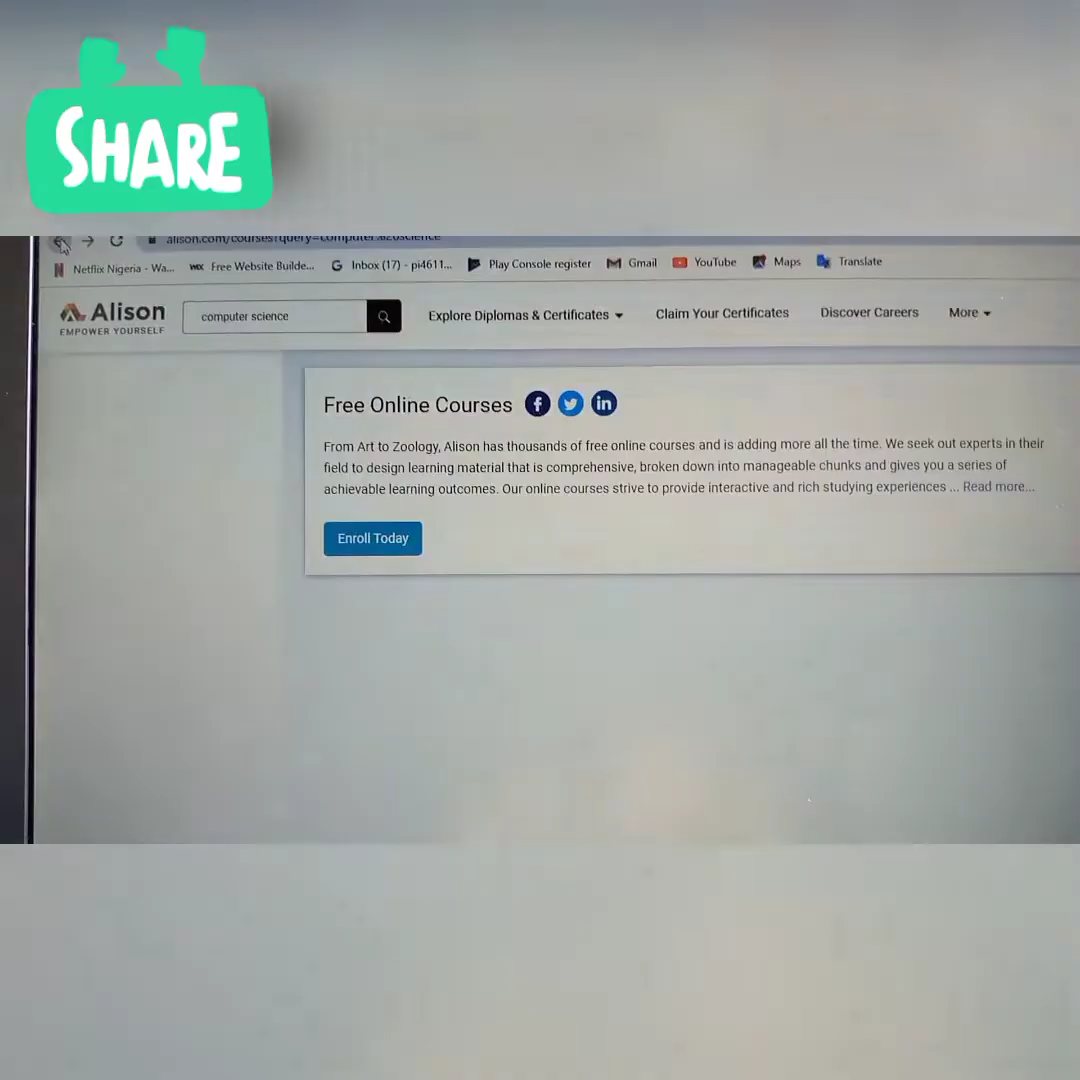 SHARE
alison.com/courses?query=computer%20science
Netflix Nigeria - Wa...
WIX Free Website Builde...
G Inbox (17) - pi4611...
Play Console register
Gmail
YouTube
Maps
Translate
Alison
EMPOWER YOURSELF
computer science
Explore Diplomas & Certificates
Claim Your Certificates
Discover Careers
More
Free Online Courses
From Art to Zoology, Alison has thousands of free online courses and is adding more all the time. We seek out experts in their
field to design learning material that is comprehensive, broken down into manageable chunks and gives you a series of
achievable learning outcomes. Our online courses strive to provide interactive and rich studying experiences ... Read more...
Enroll Today